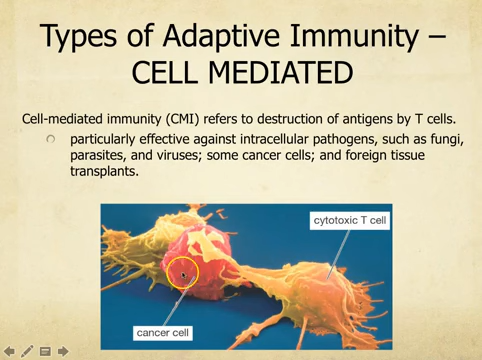 Types of Adaptive Immunity –
CELL MEDIATED
Cell-mediated immunity (CMI) refers to destruction of antigens by T cells.
particularly effective against intracellular pathogens, such as fungi,
parasites, and viruses; some cancer cells; and foreign tissue
transplants.
cytotoxic T cell
cancer cell